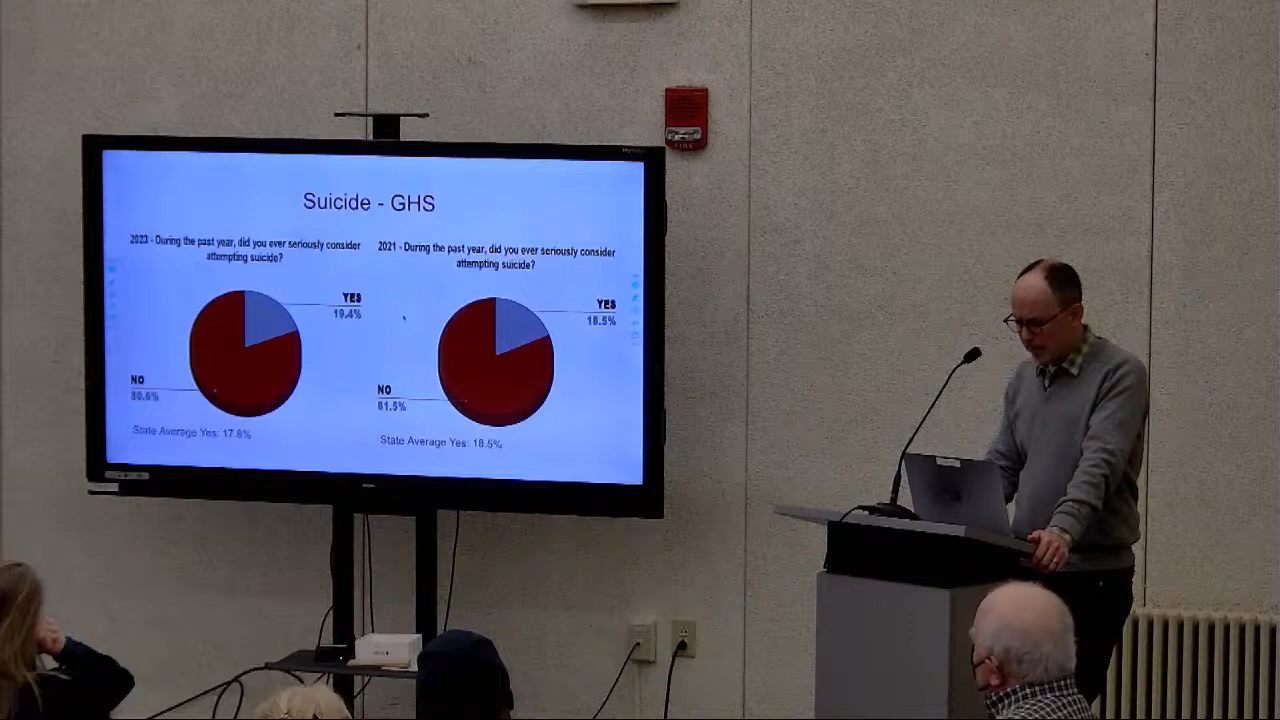 Suicide - GHS
2023 - During the past year, did you ever seriously consider
attempting suicide?
YES
19.4%
NO
80.6%
State Average Yes: 17.8%
2021 - During the past year, did you ever seriously consider
attempting suicide?
YES
18.5%
NO
81.5%
State Average Yes: 18.5%
FIRE